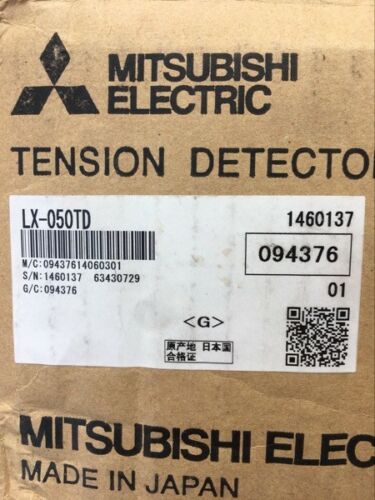 MITSUBISHI
ELECTRIC
TENSION DETECTO
LX-050TD
1460137
M/C:09437614060301
S/N:1460137 63430729
G/C:094376
094376
01
<G>
原产地 日本国
合格证
MITSUBISHI ELEC
MADE IN JAPAN